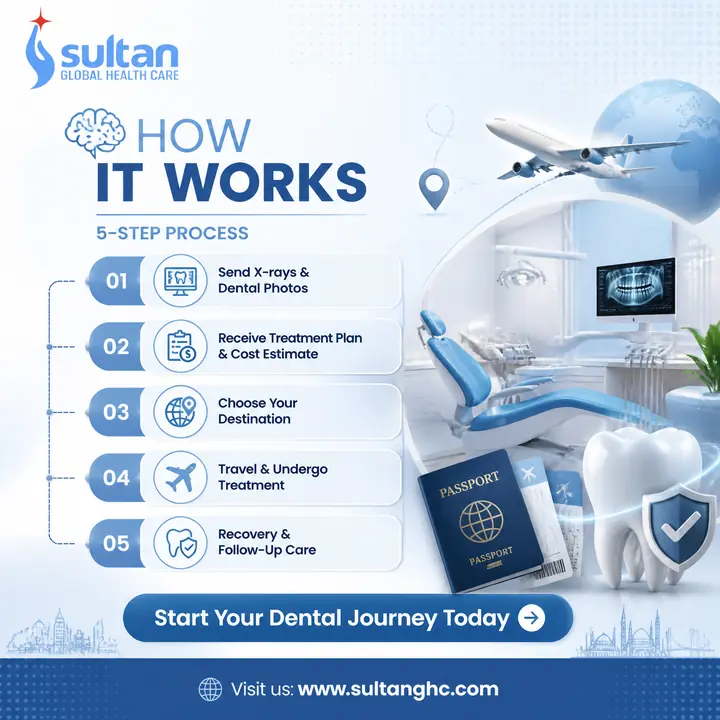 sultan
GLOBAL HEALTH CARE
HOW
IT WORKS
5-STEP PROCESS
01
Send X-rays &
Dental Photos
02
Receive Treatment Plan
& Cost Estimate
03
Choose Your
Destination
04
Travel & Undergo
Treatment
05
Recovery &
Follow-Up Care
PASSPORT
PASSPORT
Start Your Dental Journey Today
Visit us: www.sultanghc.com